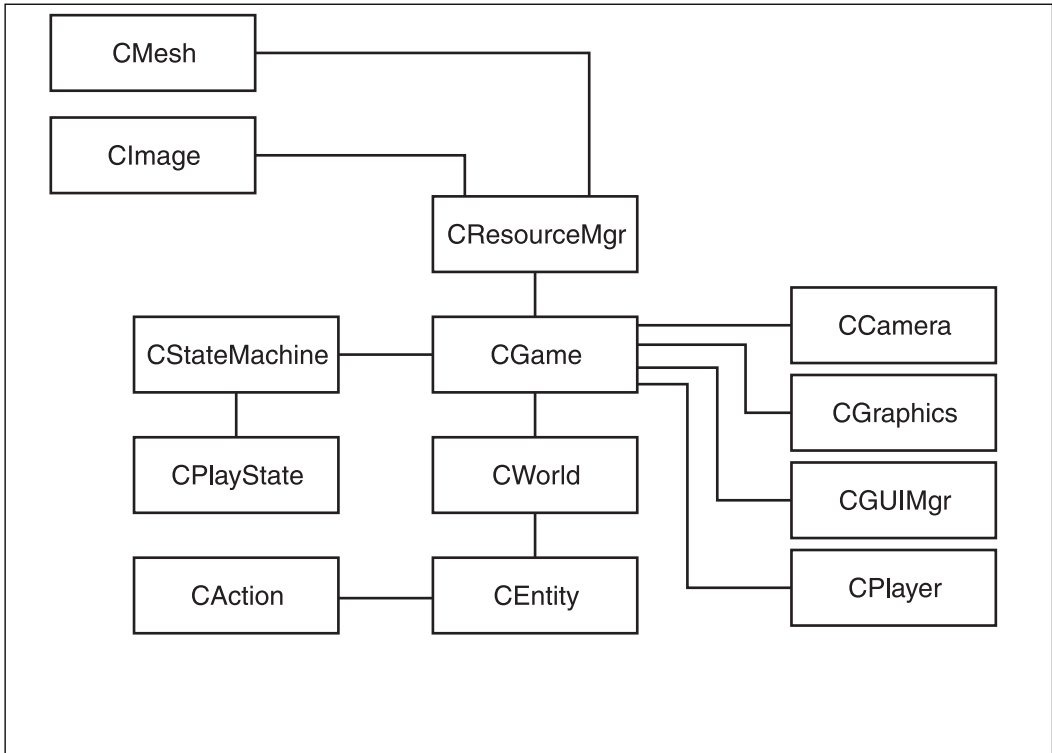 CMesh
CImage
CResourceMgr
CCamera
CStateMachine
CGame
CGraphics
CPlayState
CWorld
CGUIMgr
CAction
CEntity
CPlayer